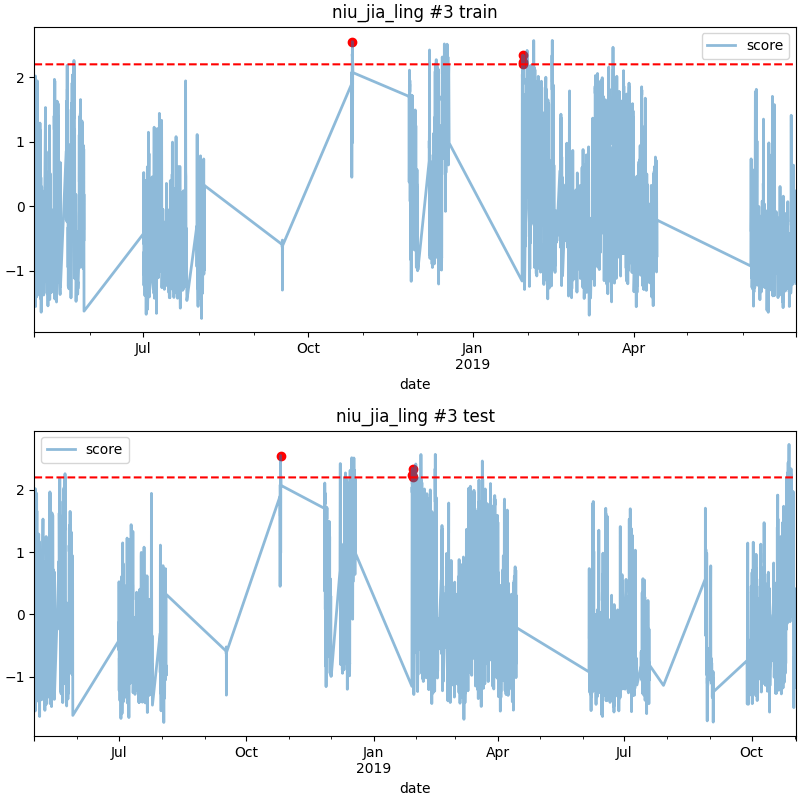 niu_jia_ling #3 train
score
2
1
0
−1
Jul
Oct
Jan
2019
Apr
date
niu_jia_ling #3 test
score
2
1
0
−1
Jul
Oct
Jan
2019
Apr
Jul
Oct
date